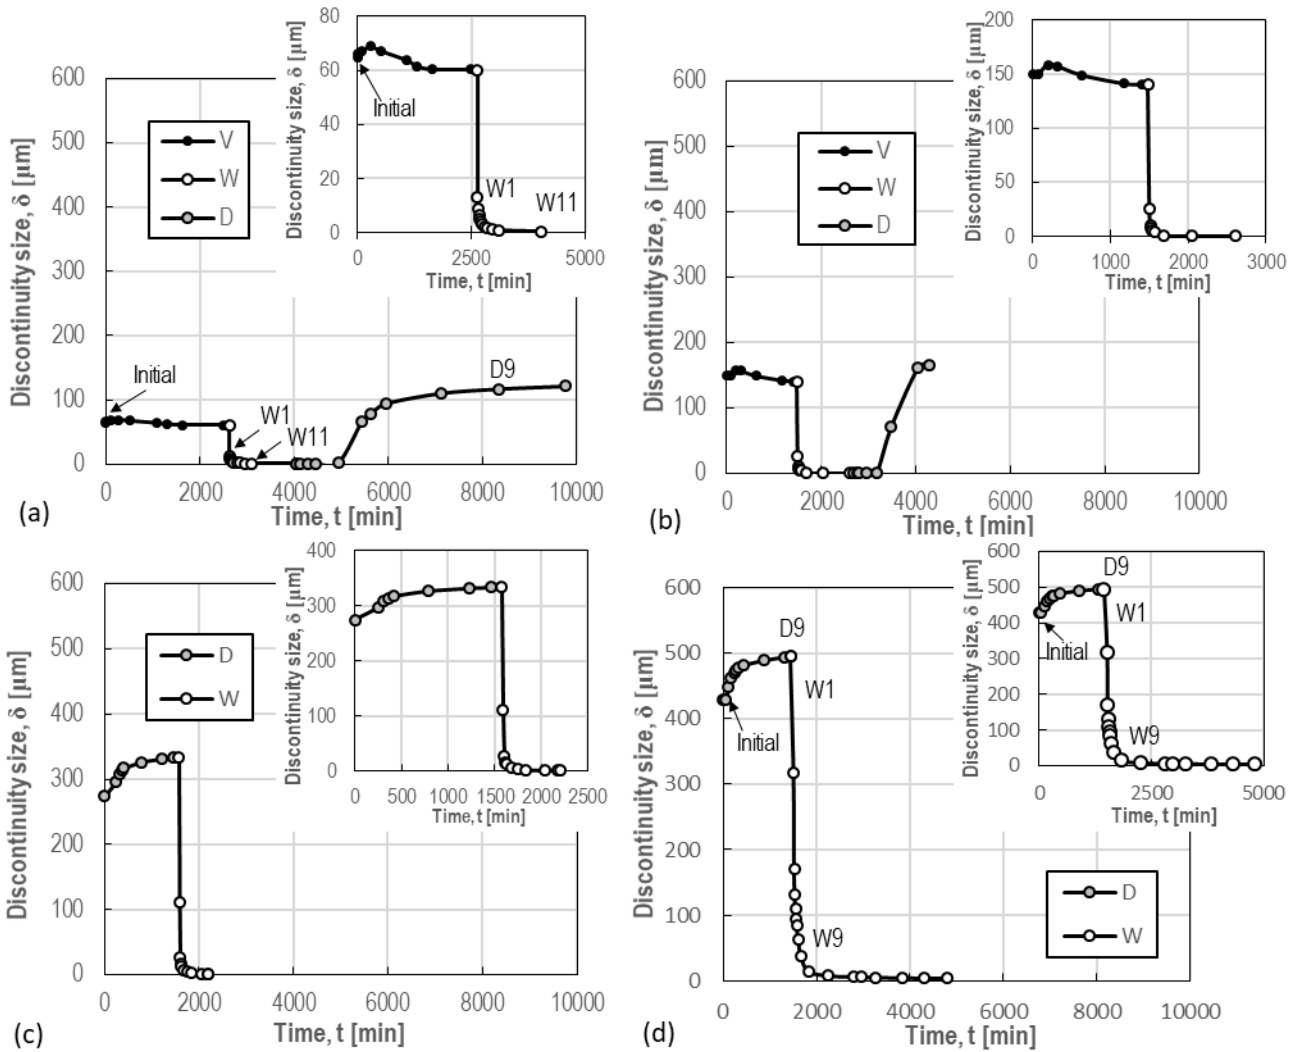 80
60
40
20
0
0
2500
5000
Discontinuity size, δ [μm]
Time, t [min]
Initial
W1
W11
600
500
400
300
200
100
0
0
2000
4000
6000
8000
10000
Discontinuity size, δ [μm]
Time, t [min]
V
W
D
Initial
W1
W11
D9
(a)
200
150
100
50
0
0
1000
2000
3000
Discontinuity size, δ [μm]
Time, t [min]
600
500
400
300
200
100
0
0
2000
4000
6000
8000
10000
Discontinuity size, δ [μm]
Time, t [min]
V
W
D
(b)
400
300
200
100
0
0
500
1000
1500
2000
2500
Discontinuity size, δ [μm]
Time, t [min]
600
500
400
300
200
100
0
0
2000
4000
6000
8000
10000
Discontinuity size, δ [μm]
Time, t [min]
D
W
(c)
600
500
400
300
200
100
0
0
2500
5000
Discontinuity size, δ [μm]
Time, t [min]
D9
W1
Initial
W9
600
500
400
300
200
100
0
0
2000
4000
6000
8000
10000
Discontinuity size, δ [μm]
Time, t [min]
D9
W1
Initial
W9
D
W
(d)